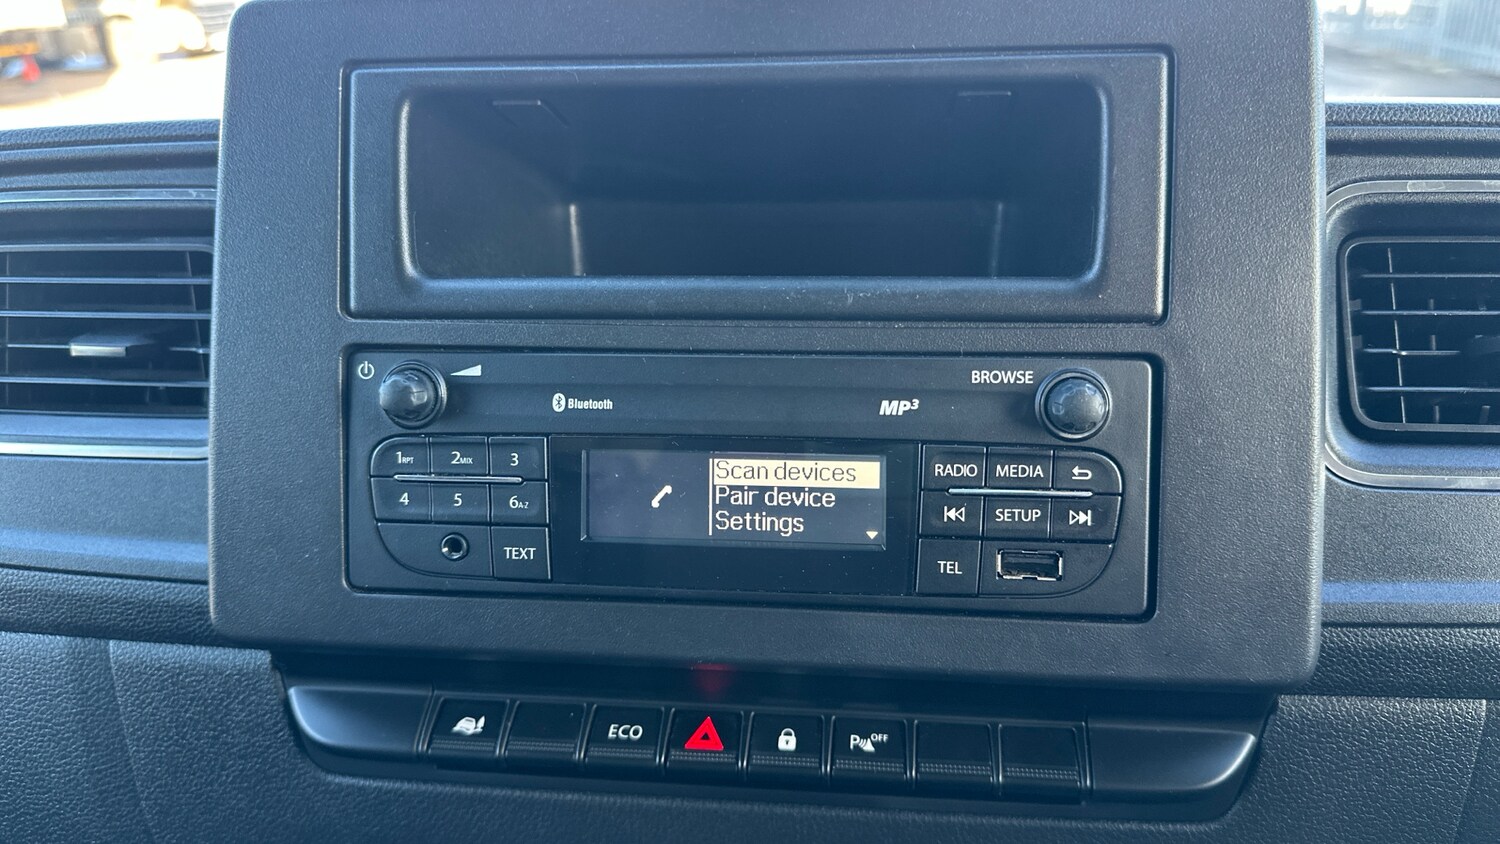 BROWSE
Bluetooth
MP3
1RPT 2MIX 3
4 5 6A-Z
TEXT
Scan devices
Pair device
Settings
RADIO MEDIA
SETUP
TEL
ECO
P OFF